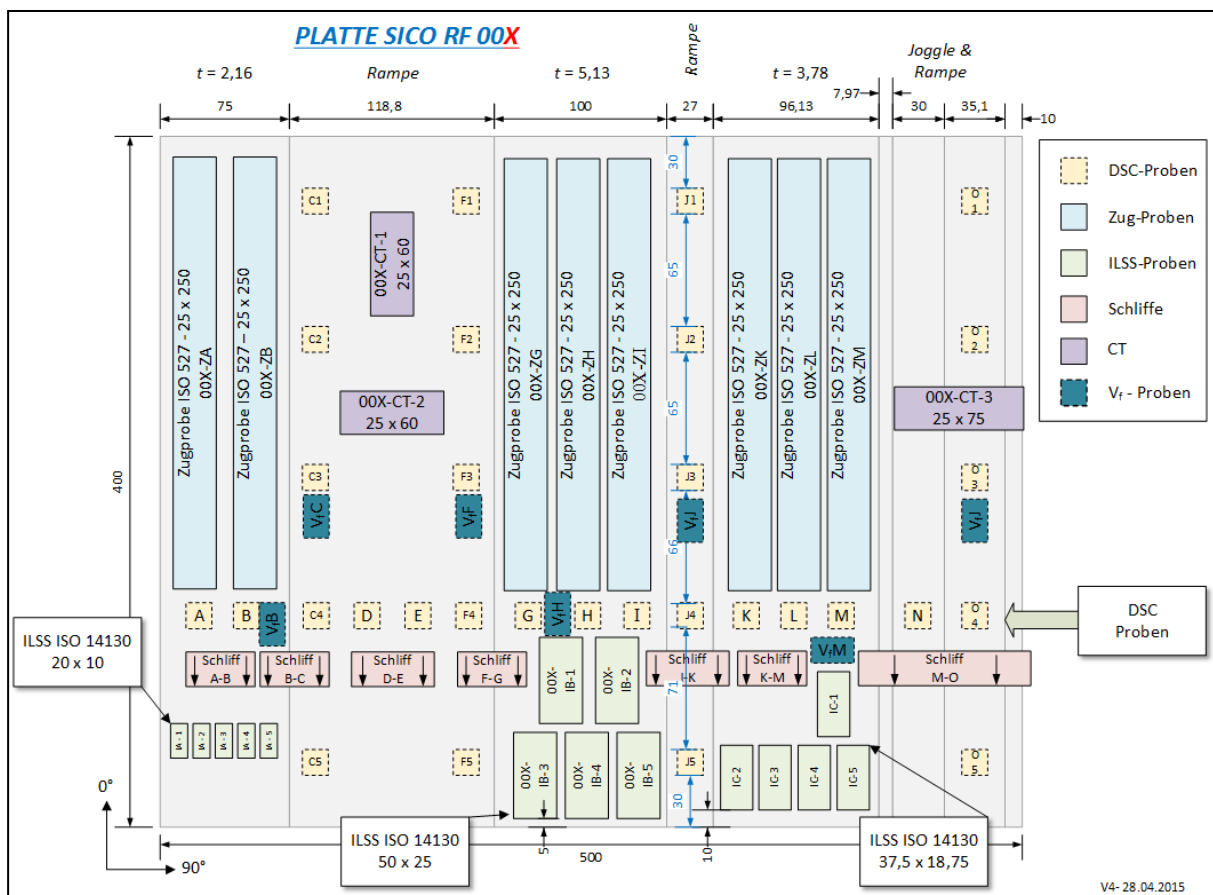 PLATTE SICO RF 00X
Rampe
Joggle &
Rampe
t = 2,16
Rampe
t = 5,13
t = 3,78
7,97
75
118,8
100
27
96,13
30
35,1
10
400
30
65
65
66
71
30
DSC-Proben
Zug-Proben
ILSS-Proben
Schliffe
CT
Vf - Proben
C1
F1
J1
O
1
00X-CT-1
25 x 60
Zugprobe ISO 527 - 25 x 250
00X-ZA
Zugprobe ISO 527 – 25 x 250
00X-ZB
Zugprobe ISO 527 - 25 x 250
00X-ZG
Zugprobe ISO 527 - 25 x 250
00X-ZH
Zugprobe ISO 527 - 25 x 250
00X-ZI
Zugprobe ISO 527 - 25 x 250
00X-ZK
Zugprobe ISO 527 - 25 x 250
00X-ZL
Zugprobe ISO 527 - 25 x 250
00X-ZM
C2
F2
J2
O
2
00X-CT-2
25 x 60
00X-CT-3
25 x 75
C3
F3
J3
O
3
VfC
VfF
VfJ
VfJ
A
B
VfB
C4
D
E
F4
G
VfH
H
I
J4
K
L
M
N
O
4
DSC
Proben
ILSS ISO 14130
20 x 10
VfM
Schliff
A-B
Schliff
B-C
Schliff
D-E
Schliff
F-G
00X-
IB-1
00X-
IB-2
Schliff
I-K
Schliff
K-M
Schliff
M-O
IC-1
IA - 1
IA - 2
IA - 3
IA - 4
IA - 5
C5
F5
00X-
IB-3
00X-
IB-4
00X-
IB-5
J5
IC-2
IC-3
IC-4
IC-5
O
5
0°
90°
ILSS ISO 14130
50 x 25
5
500
10
ILSS ISO 14130
37,5 x 18,75
V4- 28.04.2015